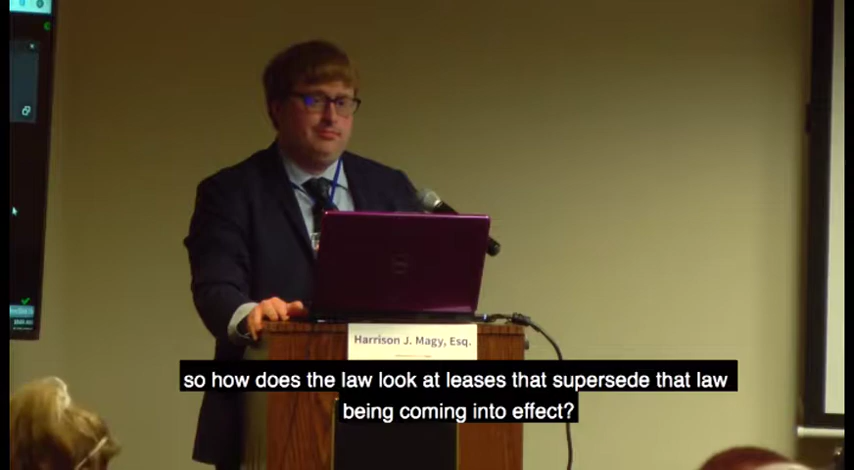 Harrison J. Magy, Esq.
so how does the law look at leases that supersede that law
being coming into effect?